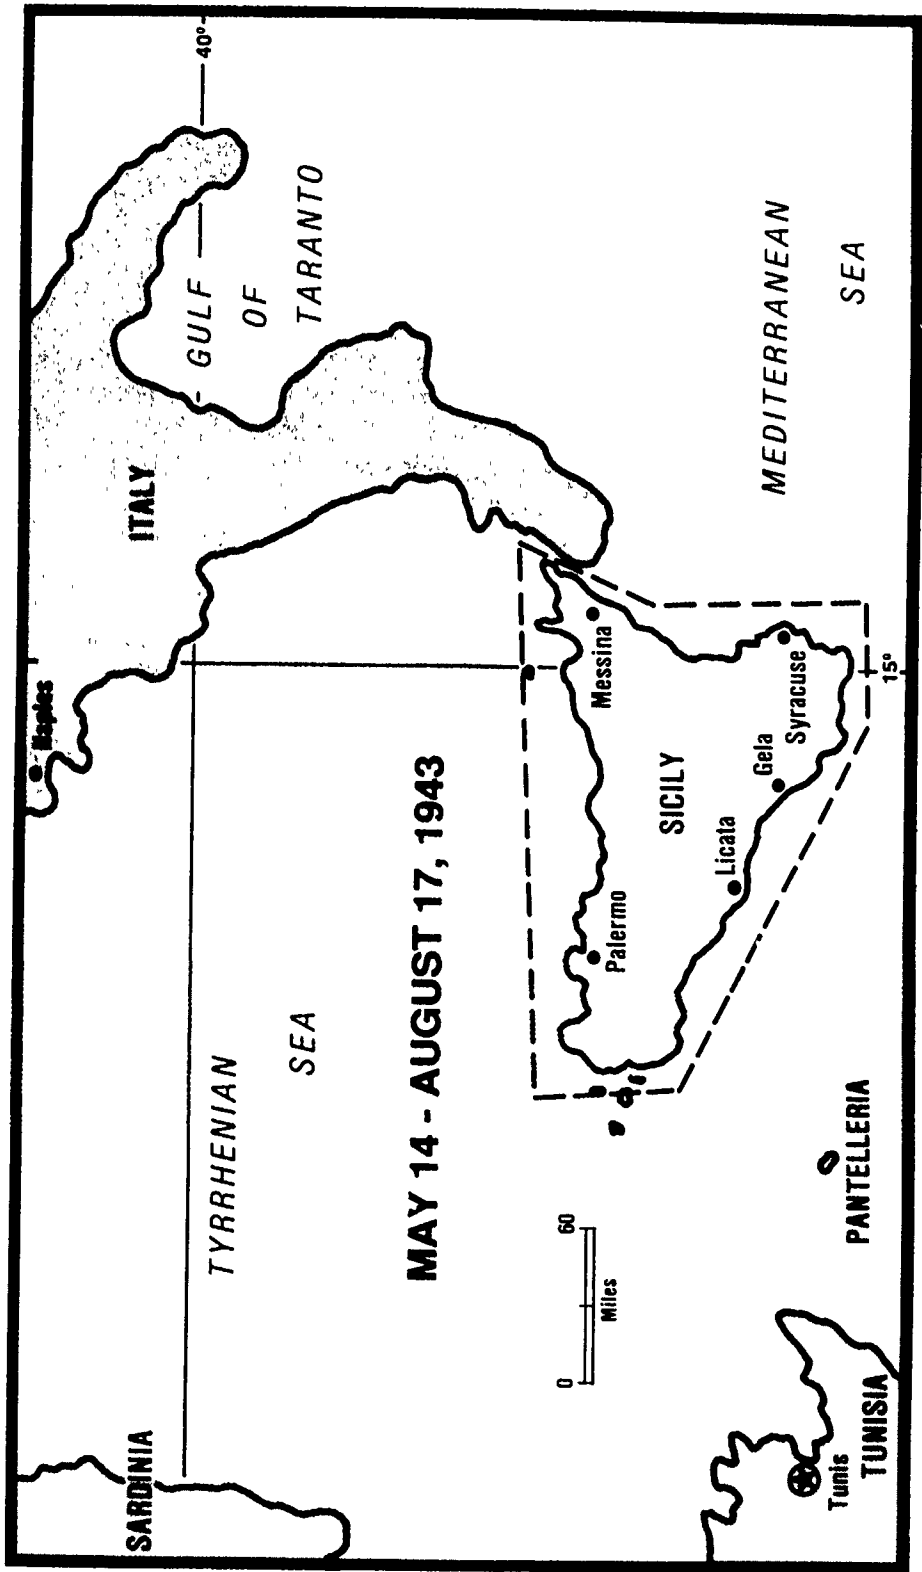 40°
Naples
ITALY
GULF
OF
TARANTO
SARDINIA
TYRRHENIAN
SEA
MAY 14 - AUGUST 17, 1943
MEDITERRANEAN
SEA
Messina
Palermo
SICILY
Licata
Gela
Syracuse
15°
0 60
Miles
PANTELLERIA
Tunis
TUNISIA